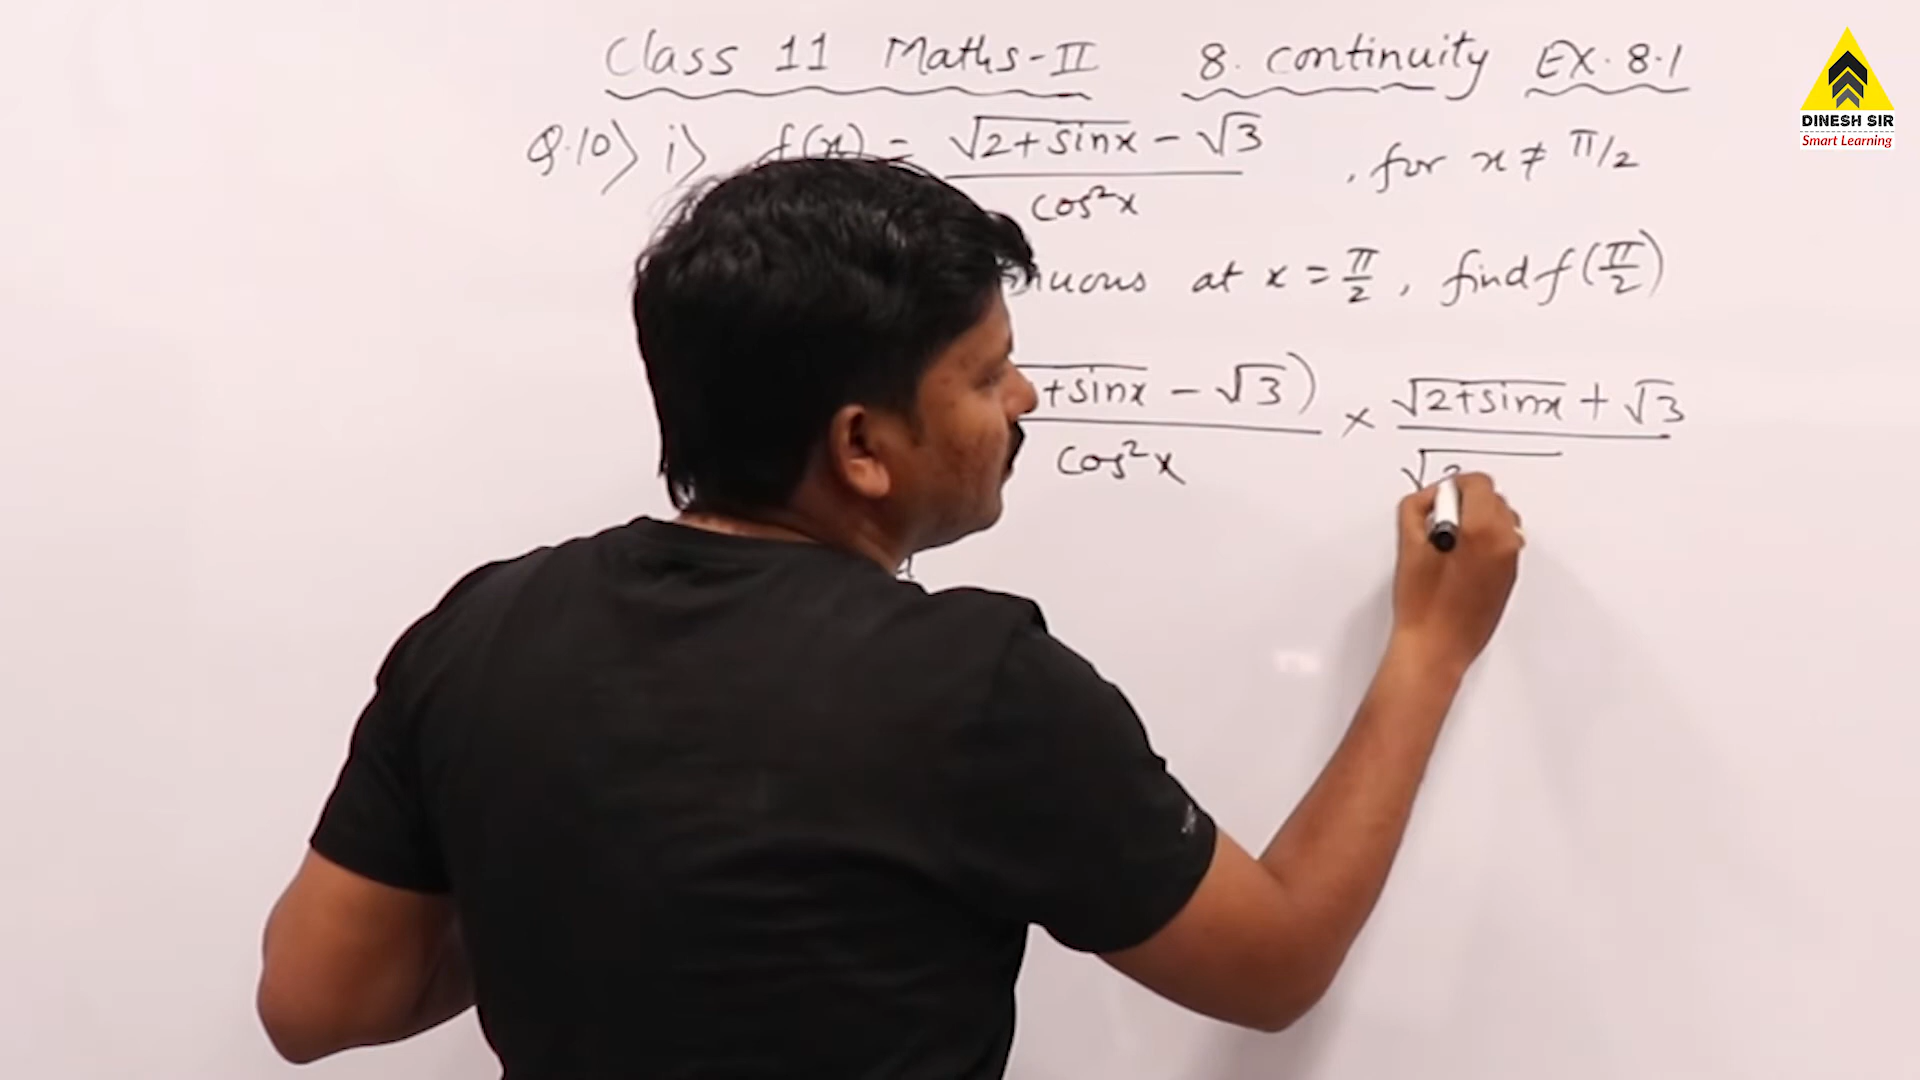 Class 11 Maths-II 8. Continuity EX. 8.1
Q.10) i) f(x) = √2+sinx - √3 / cos²x , for x ≠ π/2
at x = π/2 , find f(π/2)
+sinx - √3) / cos²x × √2+sinx + √3 / √2
DINESH SIR
Smart Learning